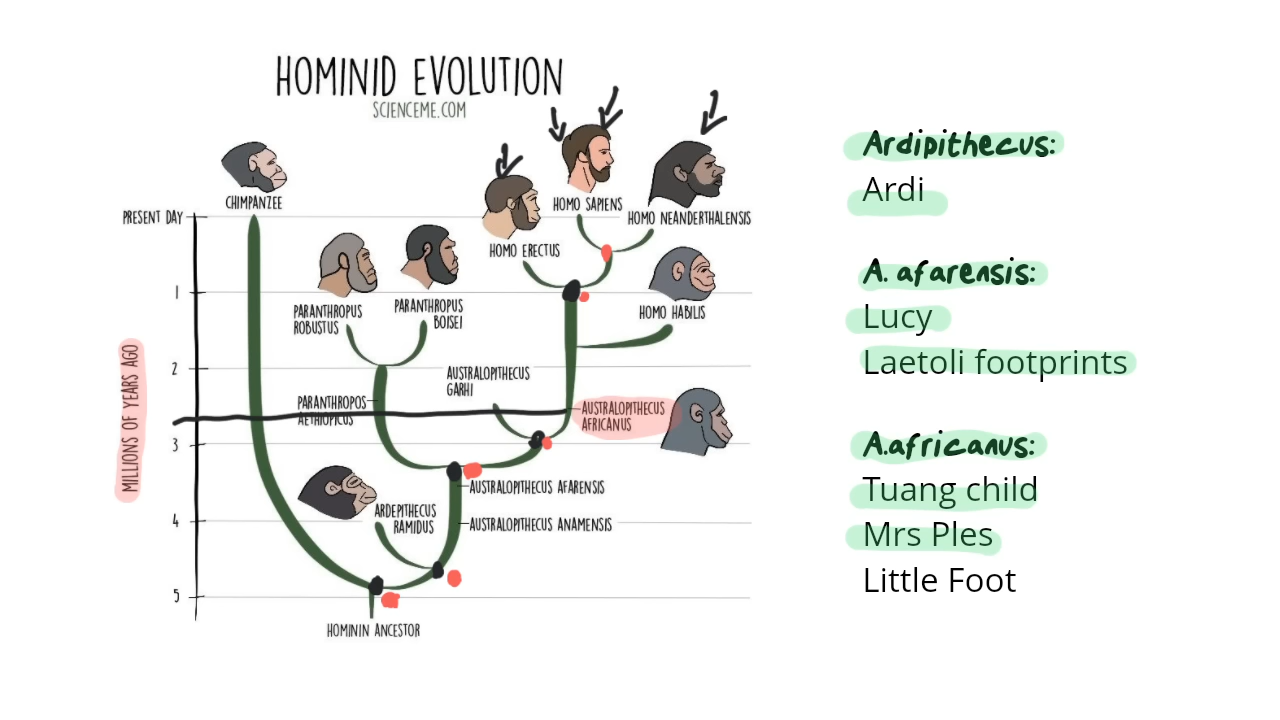 HOMINID EVOLUTION
SCIENCEME.COM
CHIMPANZEE
PRESENT DAY
HOMO SAPIENS
HOMO NEANDERTHALENSIS
HOMO ERECTUS
1
PARANTHROPUS
ROBUSTUS
PARANTHROPUS
BOISEI
HOMO HABILIS
MILLIONS OF YEARS AGO
2
AUSTRALOPITHECUS
GARHI
PARANTHROPOS
AETHIOPICUS
AUSTRALOPITHECUS
AFRICANUS
3
AUSTRALOPITHECUS AFARENSIS
ARDEPITHECUS
RAMIDUS
4
AUSTRALOPITHECUS ANAMENSIS
5
HOMININ ANCESTOR
Ardipithecus:
Ardi
A. afarensis:
Lucy
Laetoli footprints
A.africanus:
Tuang child
Mrs Ples
Little Foot